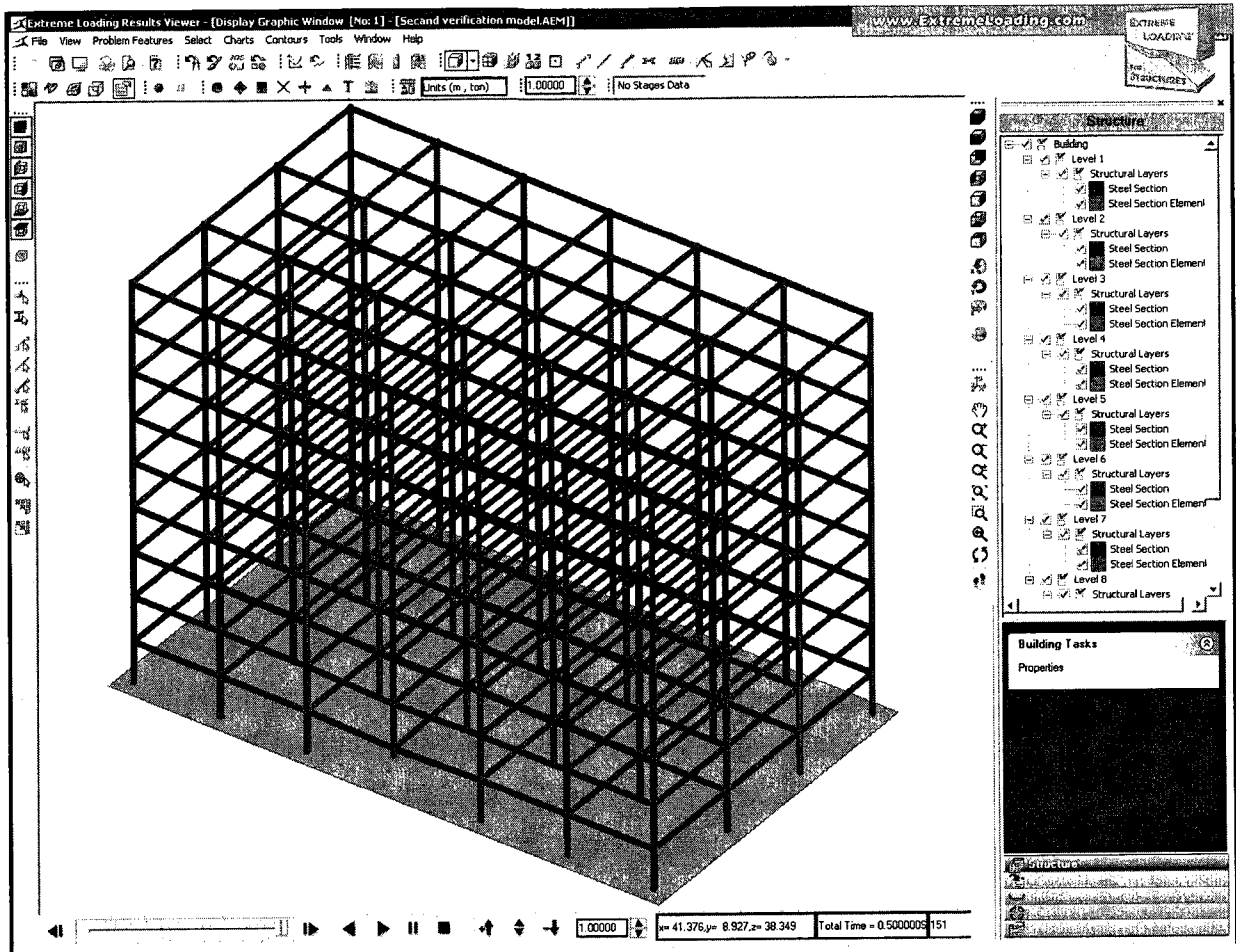 Extreme Loading Results Viewer - [Display Graphic Window [No: 1] - [Secand verification model.AEM]]
www.ExtremeLoading.com
EXTREME
LOADING
FOR
STRUCTURES
File View Problem Features Select Charts Contours Tools Window Help
Units (m , ton) 1.00000 No Stages Data
Structure
Building
Level 1
Structural Layers
Steel Section
Steel Section Element
Level 2
Structural Layers
Steel Section
Steel Section Element
Level 3
Structural Layers
Steel Section
Steel Section Element
Level 4
Structural Layers
Steel Section
Steel Section Element
Level 5
Structural Layers
Steel Section
Steel Section Element
Level 6
Structural Layers
Steel Section
Steel Section Element
Level 7
Structural Layers
Steel Section
Steel Section Element
Level 8
Structural Layers
Building Tasks
Properties
Structure
1.00000 x= 41.376,y= 8.927,z= 38.349 Total Time = 0.500000S 151